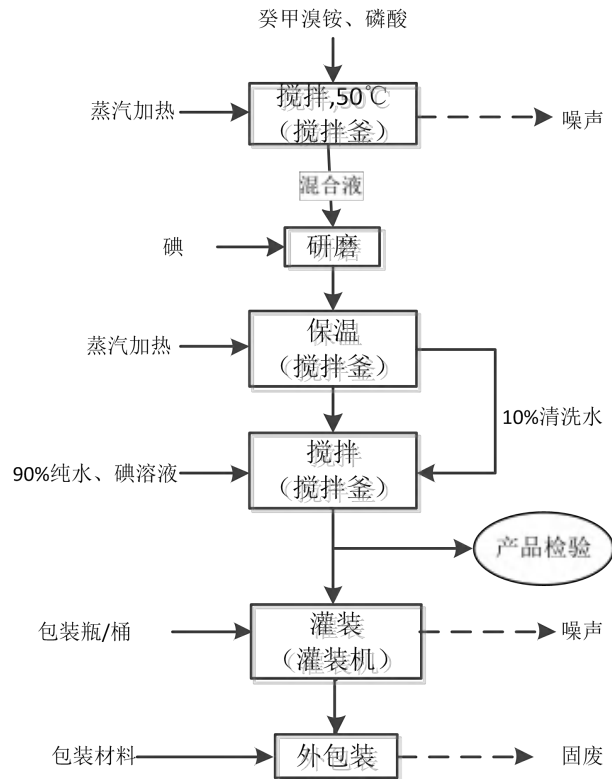 癸甲溴铵、磷酸
搅拌,50℃
（搅拌釜）
蒸汽加热
噪声
混合液
碘
研磨
保温
（搅拌釜）
蒸汽加热
10%清洗水
搅拌
（搅拌釜）
90%纯水、碘溶液
产品检验
灌装
（灌装机）
包装瓶/桶
噪声
包装材料
外包装
固废